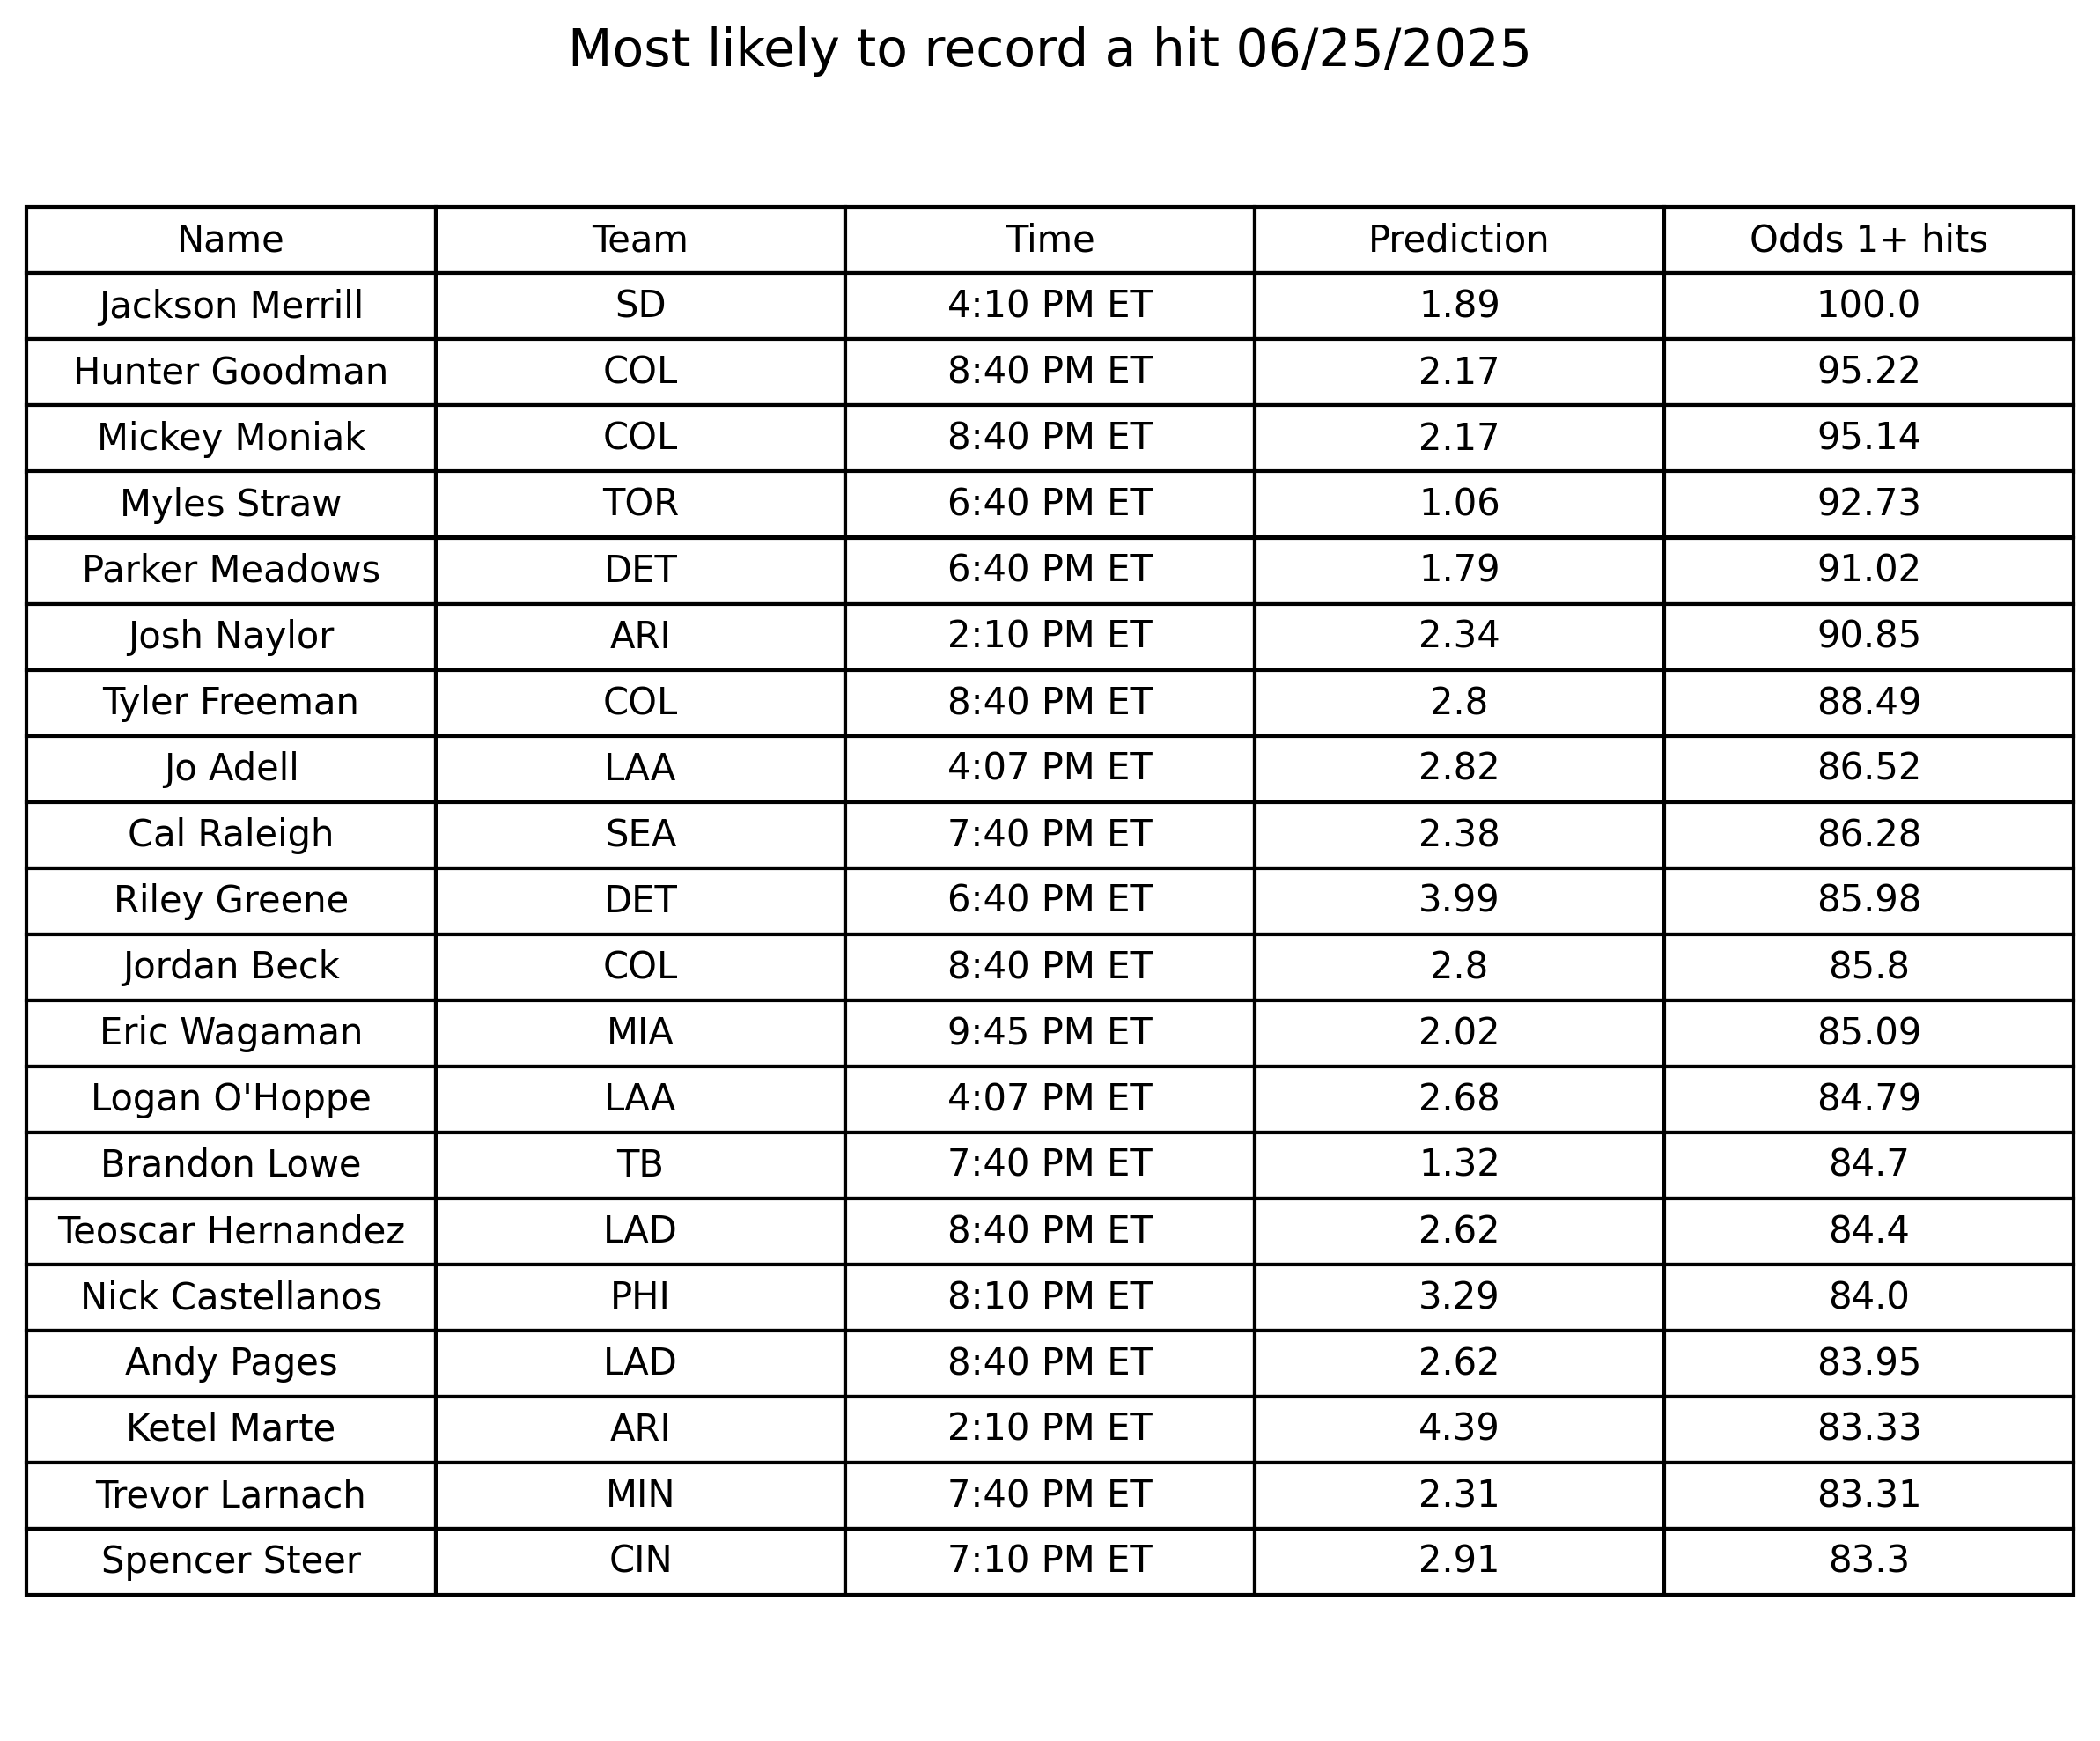 Most likely to record a hit 06/25/2025
Name Team Time Prediction Odds 1+ hits
Jackson Merrill SD 4:10 PM ET 1.89 100.0
Hunter Goodman COL 8:40 PM ET 2.17 95.22
Mickey Moniak COL 8:40 PM ET 2.17 95.14
Myles Straw TOR 6:40 PM ET 1.06 92.73
Parker Meadows DET 6:40 PM ET 1.79 91.02
Josh Naylor ARI 2:10 PM ET 2.34 90.85
Tyler Freeman COL 8:40 PM ET 2.8 88.49
Jo Adell LAA 4:07 PM ET 2.82 86.52
Cal Raleigh SEA 7:40 PM ET 2.38 86.28
Riley Greene DET 6:40 PM ET 3.99 85.98
Jordan Beck COL 8:40 PM ET 2.8 85.8
Eric Wagaman MIA 9:45 PM ET 2.02 85.09
Logan O'Hoppe LAA 4:07 PM ET 2.68 84.79
Brandon Lowe TB 7:40 PM ET 1.32 84.7
Teoscar Hernandez LAD 8:40 PM ET 2.62 84.4
Nick Castellanos PHI 8:10 PM ET 3.29 84.0
Andy Pages LAD 8:40 PM ET 2.62 83.95
Ketel Marte ARI 2:10 PM ET 4.39 83.33
Trevor Larnach MIN 7:40 PM ET 2.31 83.31
Spencer Steer CIN 7:10 PM ET 2.91 83.3